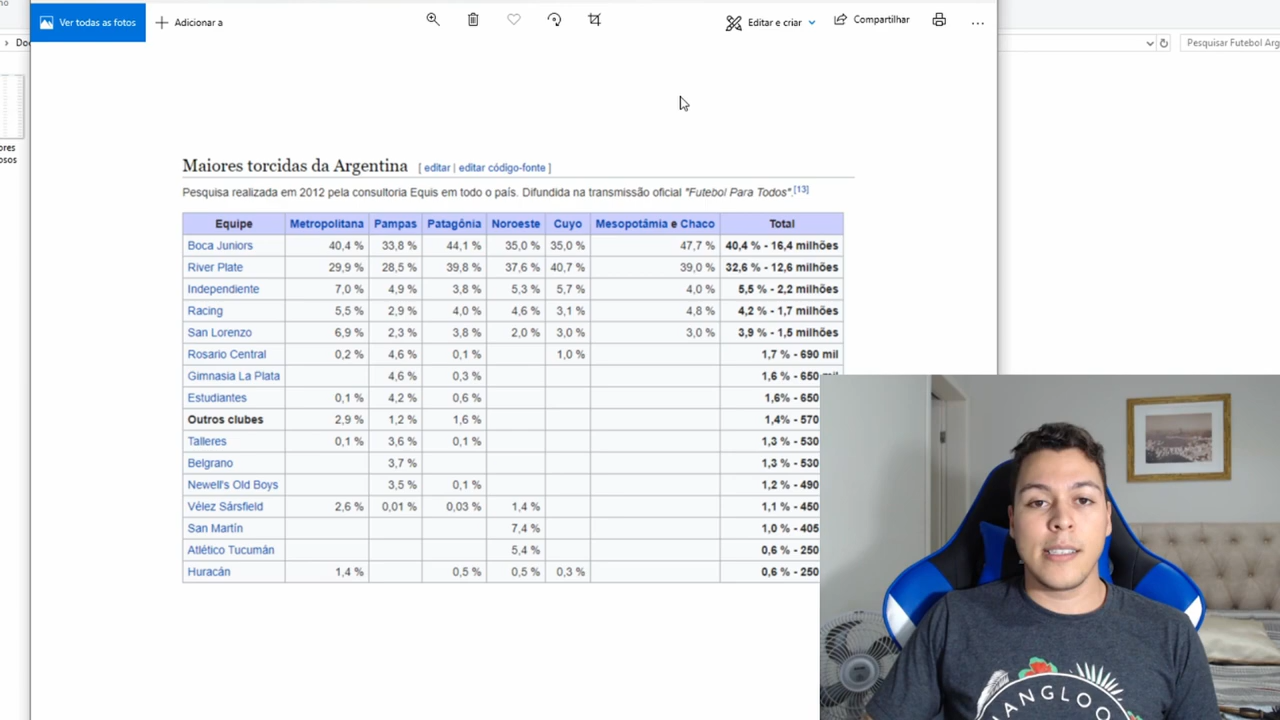 Ver todas as fotos
Adicionar a
Editar e criar
Compartilhar
Pesquisar Futebol Arg
Maiores torcidas da Argentina [ editar | editar código-fonte ]
Pesquisa realizada em 2012 pela consultoria Equis em todo o país. Difundida na transmissão oficial "Futebol Para Todos".[13]
Equipe Metropolitana Pampas Patagônia Noroeste Cuyo Mesopotâmia e Chaco Total
Boca Juniors 40,4 % 33,8 % 44,1 % 35,0 % 35,0 % 47,7 % 40,4 % - 16,4 milhões
River Plate 29,9 % 28,5 % 39,8 % 37,6 % 40,7 % 39,0 % 32,6 % - 12,6 milhões
Independiente 7,0 % 4,9 % 3,8 % 5,3 % 5,7 % 4,0 % 5,5 % - 2,2 milhões
Racing 5,5 % 2,9 % 4,0 % 4,6 % 3,1 % 4,8 % 4,2 % - 1,7 milhões
San Lorenzo 6,9 % 2,3 % 3,8 % 2,0 % 3,0 % 3,0 % 3,9 % - 1,5 milhões
Rosario Central 0,2 % 4,6 % 0,1 % 1,0 % 1,7 % - 690 mil
Gimnasia La Plata 4,6 % 0,3 % 1,6 % - 650 mil
Estudiantes 0,1 % 4,2 % 0,6 % 1,6% - 650
Outros clubes 2,9 % 1,2 % 1,6 % 1,4% - 570
Talleres 0,1 % 3,6 % 0,1 % 1,3 % - 530
Belgrano 3,7 % 1,3 % - 530
Newell's Old Boys 3,5 % 0,1 % 1,2 % - 490
Vélez Sársfield 2,6 % 0,01 % 0,03 % 1,4 % 1,1 % - 450
San Martín 7,4 % 1,0 % - 405
Atlético Tucumán 5,4 % 0,6 % - 250
Huracán 1,4 % 0,5 % 0,5 % 0,3 % 0,6 % - 250
ANGLOO